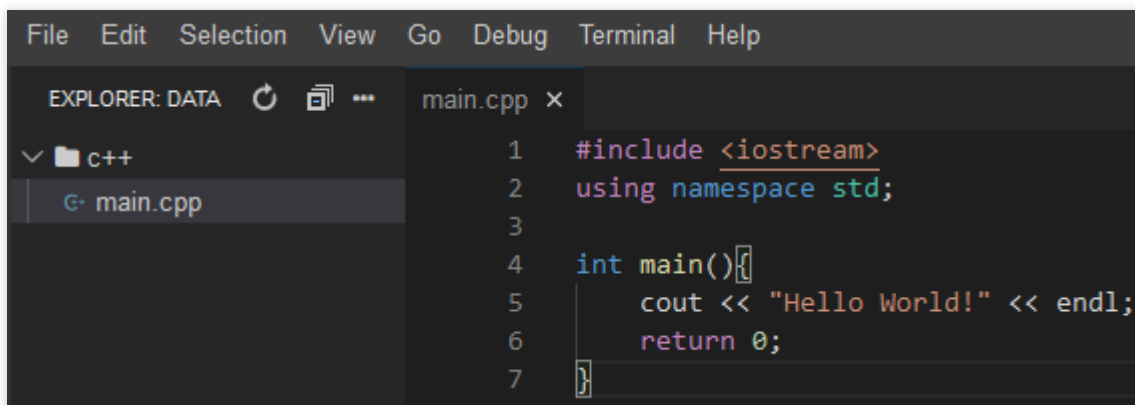 File Edit Selection View Go Debug Terminal Help
EXPLORER: DATA
c++
main.cpp
main.cpp ×
1 #include <iostream>
2 using namespace std;
3
4 int main(){
5     cout << "Hello World!" << endl;
6     return 0;
7 }